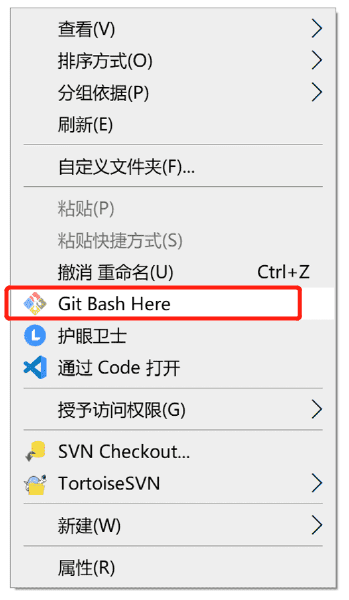 查看(V)
排序方式(O)
分组依据(P)
刷新(E)
自定义文件夹(F)...
粘贴(P)
粘贴快捷方式(S)
撤消 重命名(U) Ctrl+Z
Git Bash Here
护眼卫士
通过 Code 打开
授予访问权限(G)
SVN Checkout...
TortoiseSVN
新建(W)
属性(R)